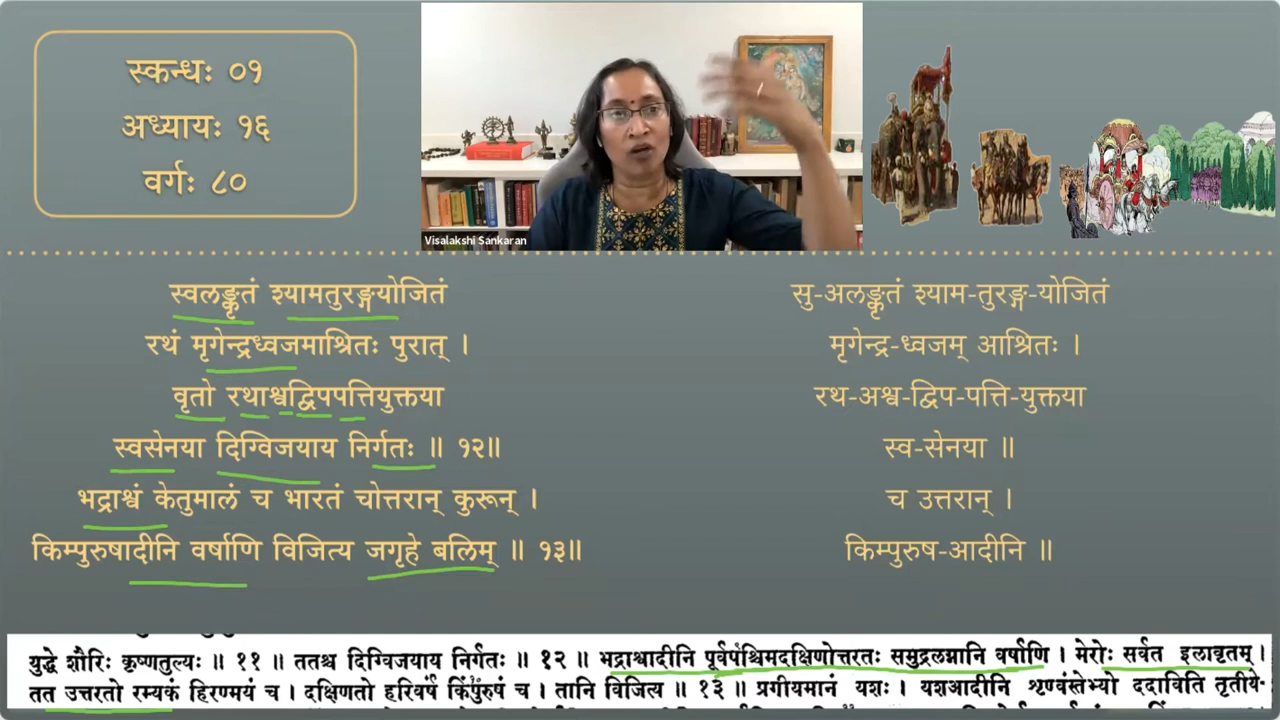 स्कन्धः ०१
अध्यायः १६
वर्गः ८०
Visalakshi Sankaran
स्वलङ्कृतं श्यामतुरङ्गयोजितं
रथं मृगेन्द्रध्वजमाश्रितः पुरात् ।
वृतो रथाश्वद्विपपत्तियुक्तया
स्वसेनया दिग्विजयाय निर्गतः ॥ १२॥
भद्राश्वं केतुमालं च भारतं चोत्तरान् कुरून् ।
किम्पुरुषादीनि वर्षाणि विजित्य जगृहे बलिम् ॥ १३॥
सु-अलङ्कृतं श्याम-तुरङ्ग-योजितं
मृगेन्द्र-ध्वजम् आश्रितः ।
रथ-अश्व-द्विप-पत्ति-युक्तया
स्व-सेनया ॥
च उत्तरान् ।
किम्पुरुष-आदीनि ॥
युद्धे शौरिः कृष्णतुल्यः ॥ ११ ॥ ततश्च दिग्विजयाय निर्गतः ॥ १२ ॥ भद्राश्वादीनि पूर्वपश्चिमदक्षिणोत्तरतः समुद्रलग्नानि वर्षाणि । मेरोः सर्वत इलावृतम् ।
तत उत्तरतो रम्यकं हिरण्मयं च । दक्षिणतो हरिवर्षं किंपुरुषं च । तानि विजित्य ॥ १३ ॥ प्रगीयमानं यशः । यशआदीनि शृण्वंस्तेभ्यो ददाविति तृतीये-